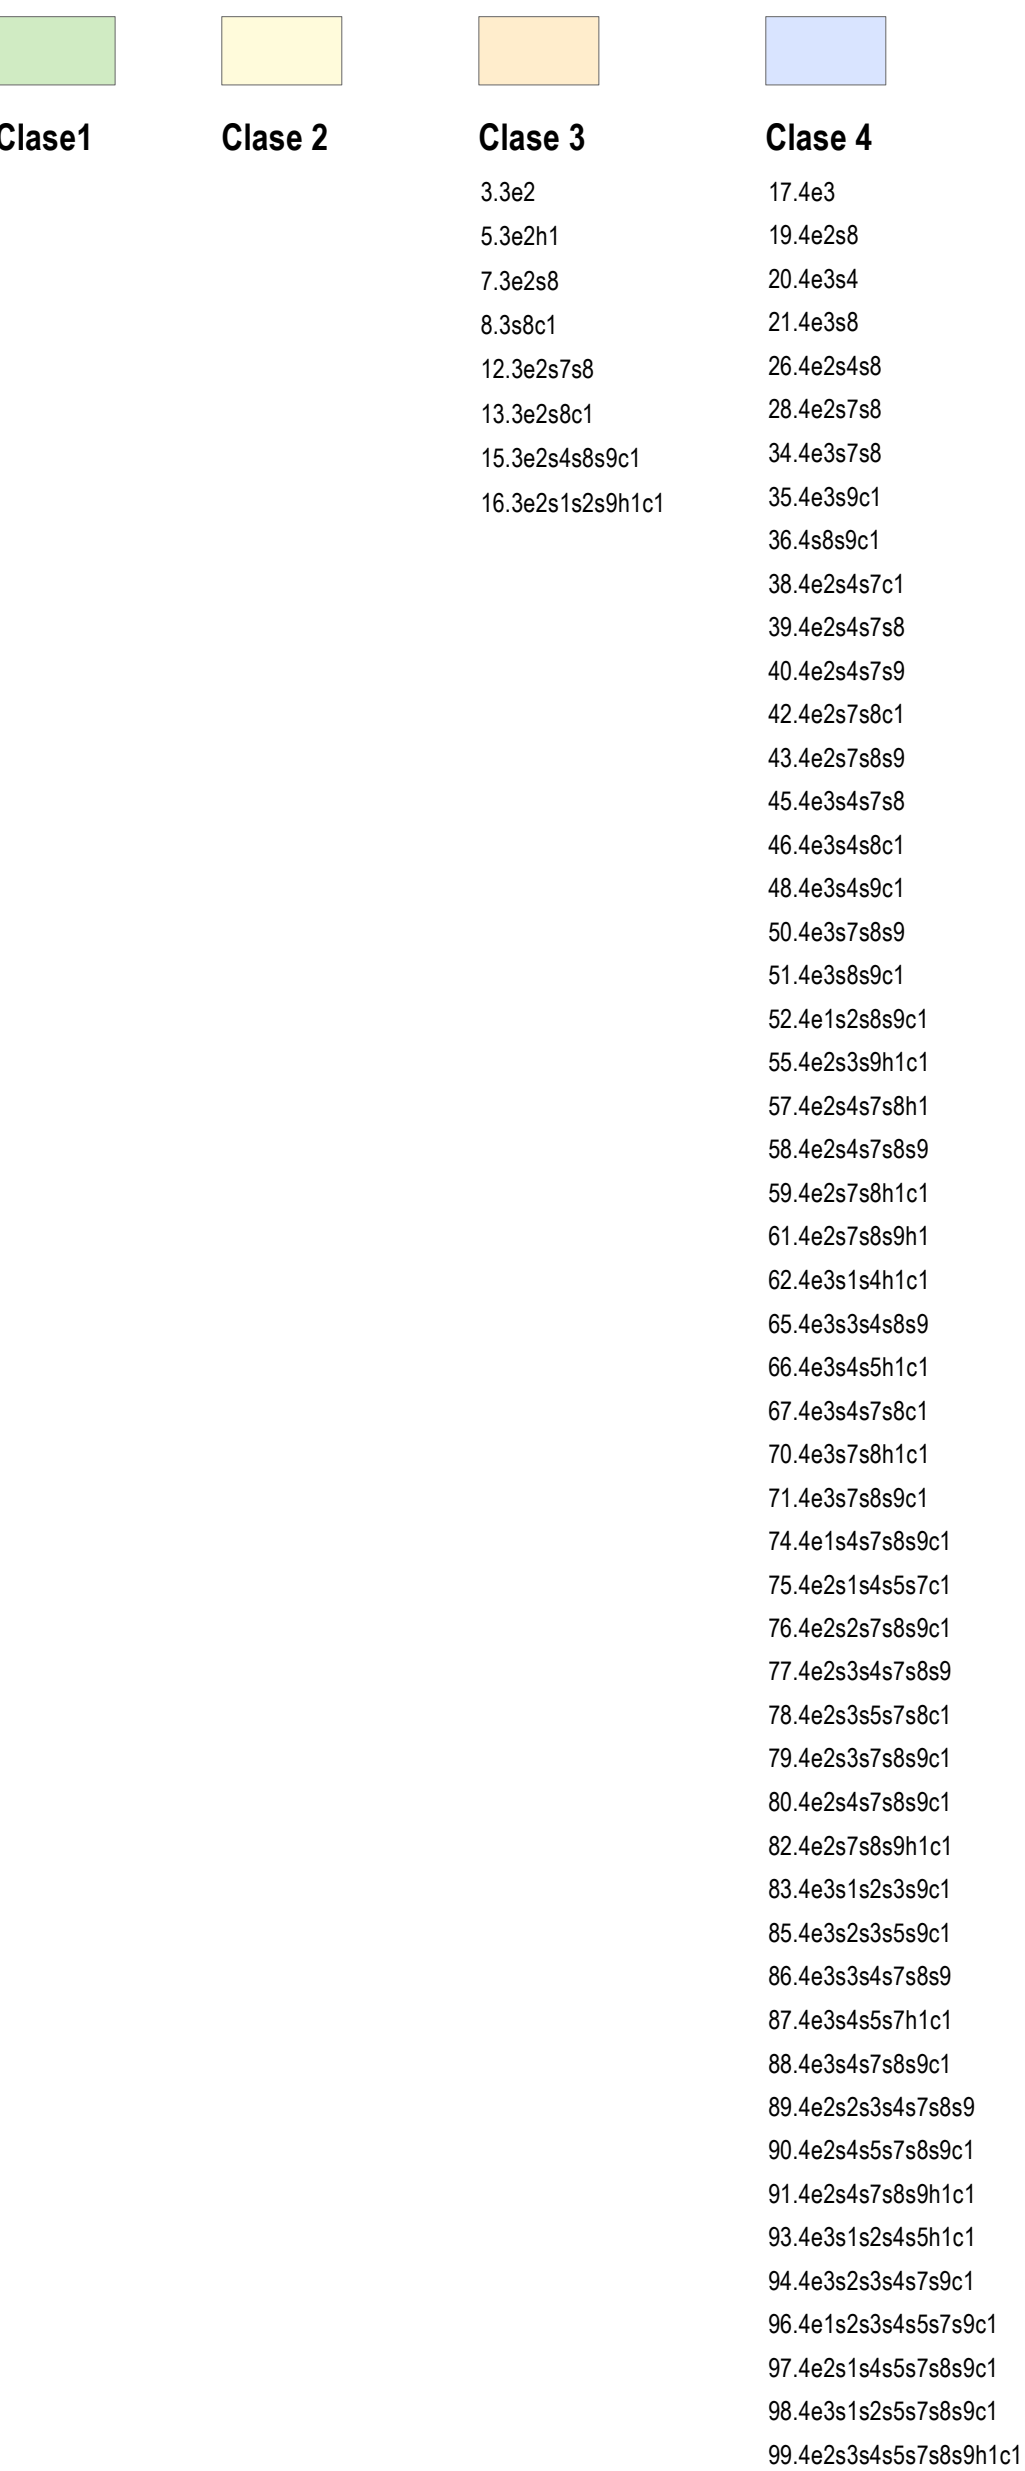 Clase1
Clase 2
Clase 3
3.3e2
5.3e2h1
7.3e2s8
8.3s8c1
12.3e2s7s8
13.3e2s8c1
15.3e2s4s8s9c1
16.3e2s1s2s9h1c1
Clase 4
17.4e3
19.4e2s8
20.4e3s4
21.4e3s8
26.4e2s4s8
28.4e2s7s8
34.4e3s7s8
35.4e3s9c1
36.4s8s9c1
38.4e2s4s7c1
39.4e2s4s7s8
40.4e2s4s7s9
42.4e2s7s8c1
43.4e2s7s8s9
45.4e3s4s7s8
46.4e3s4s8c1
48.4e3s4s9c1
50.4e3s7s8s9
51.4e3s8s9c1
52.4e1s2s8s9c1
55.4e2s3s9h1c1
57.4e2s4s7s8h1
58.4e2s4s7s8s9
59.4e2s7s8h1c1
61.4e2s7s8s9h1
62.4e3s1s4h1c1
65.4e3s3s4s8s9
66.4e3s4s5h1c1
67.4e3s4s7s8c1
70.4e3s7s8h1c1
71.4e3s7s8s9c1
74.4e1s4s7s8s9c1
75.4e2s1s4s5s7c1
76.4e2s2s7s8s9c1
77.4e2s3s4s7s8s9
78.4e2s3s5s7s8c1
79.4e2s3s7s8s9c1
80.4e2s4s7s8s9c1
82.4e2s7s8s9h1c1
83.4e3s1s2s3s9c1
85.4e3s2s3s5s9c1
86.4e3s3s4s7s8s9
87.4e3s4s5s7h1c1
88.4e3s4s7s8s9c1
89.4e2s2s3s4s7s8s9
90.4e2s4s5s7s8s9c1
91.4e2s4s7s8s9h1c1
93.4e3s1s2s4s5h1c1
94.4e3s2s3s4s7s9c1
96.4e1s2s3s4s5s7s9c1
97.4e2s1s4s5s7s8s9c1
98.4e3s1s2s5s7s8s9c1
99.4e2s3s4s5s7s8s9h1c1